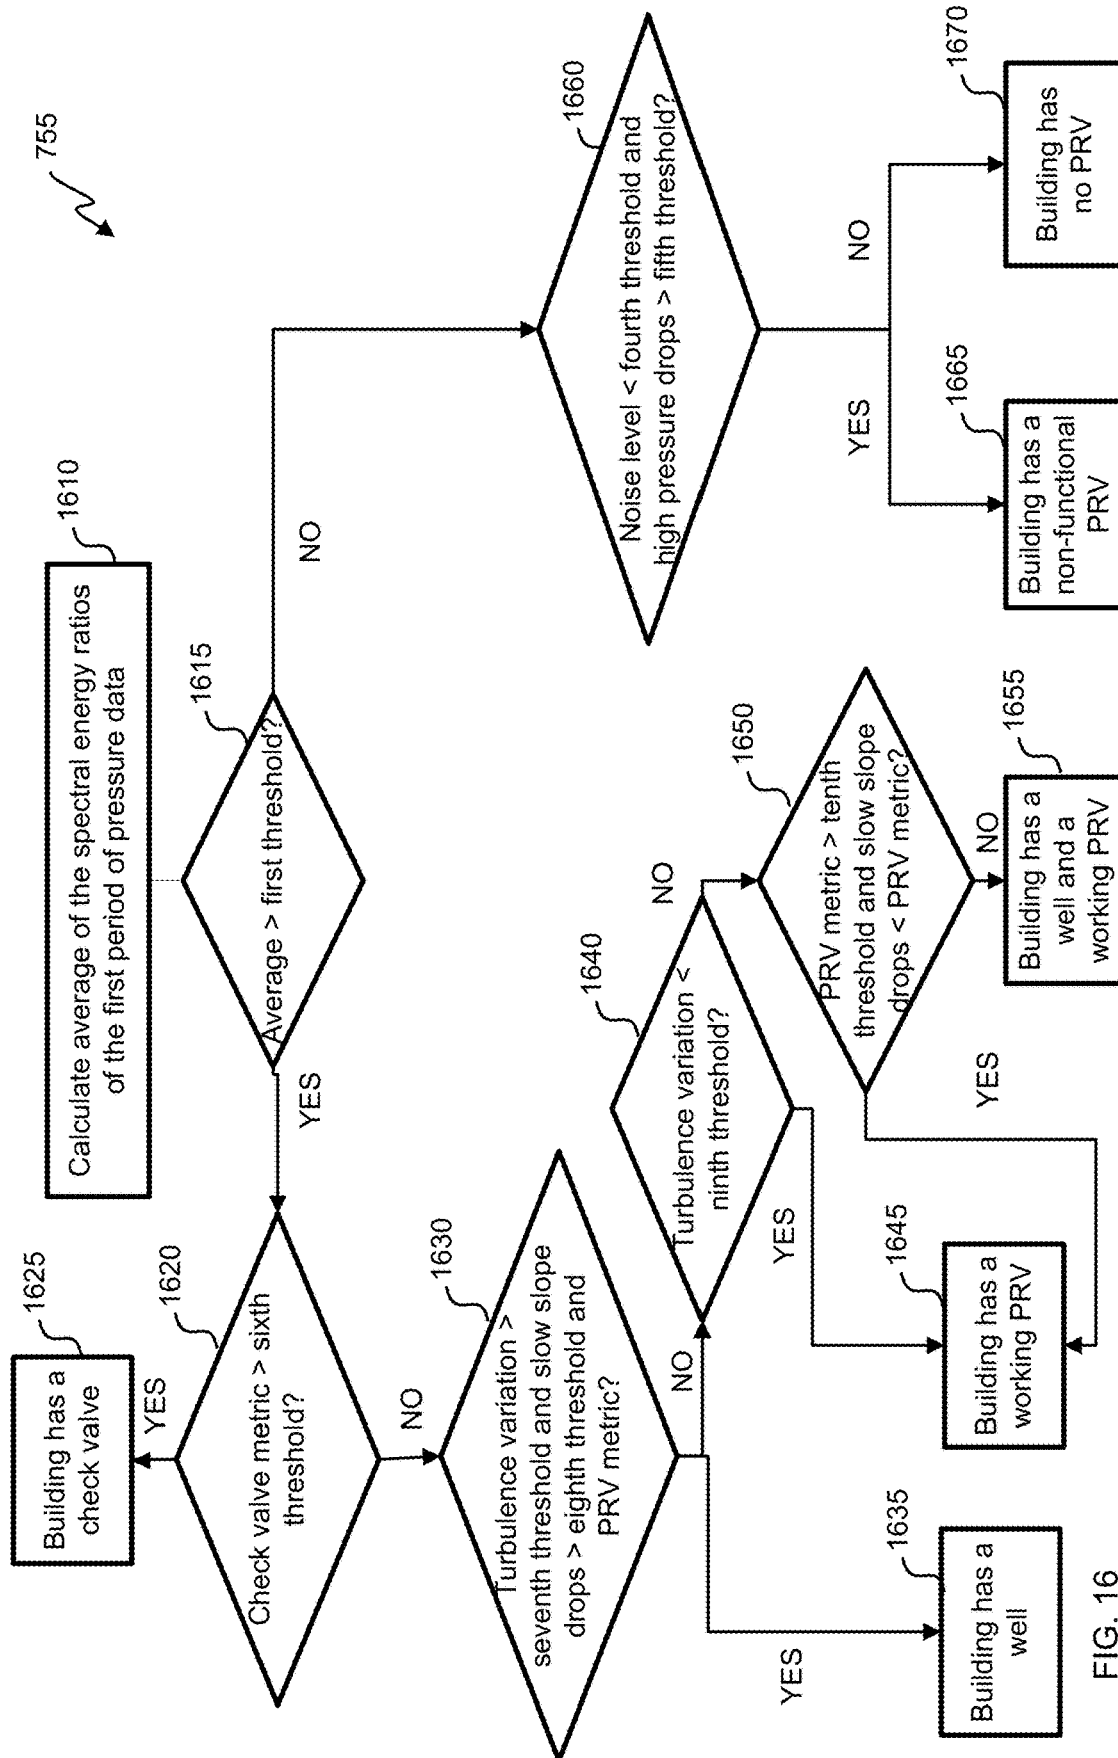 755
1610
Calculate average of the spectral energy ratios
of the first period of pressure data
1615
Average > first threshold?
YES
NO
1625
Building has a
check valve
YES
1620
Check valve metric > sixth
threshold?
NO
1630
Turbulence variation >
seventh threshold and slow slope
drops > eighth threshold and
PRV metric?
YES
NO
1635
Building has a
well
1640
Turbulence variation <
ninth threshold?
YES
NO
1645
Building has a
working PRV
1650
PRV metric > tenth
threshold and slow slope
drops < PRV metric?
YES
NO
1655
Building has a
well and a
working PRV
1660
Noise level < fourth threshold and
high pressure drops > fifth threshold?
YES
NO
1665
Building has a
non-functional
PRV
1670
Building has
no PRV
FIG. 16